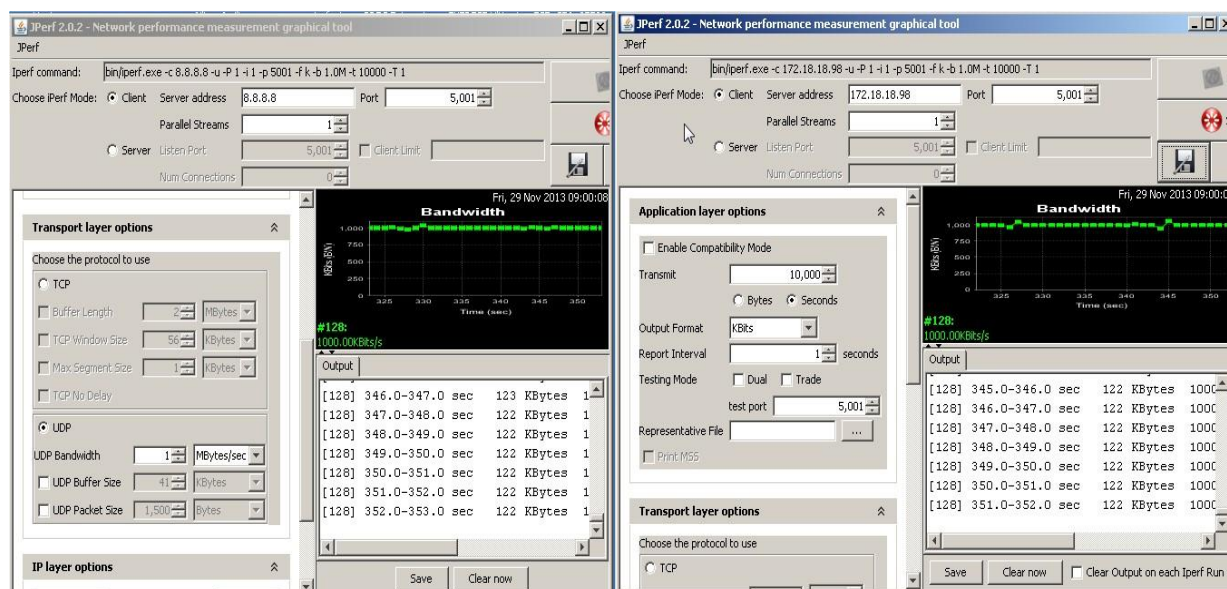 JPerf 2.0.2 - Network performance measurement graphical tool
JPerf
Iperf command: bin/iperf.exe -c 8.8.8.8 -u -P 1 -i 1 -p 5001 -f k -b 1.0M -t 10000 -T 1
Choose iPerf Mode: Client Server address 8.8.8.8 Port 5,001
Parallel Streams 1
Server Listen Port 5,001 Client Limit
Num Connections 0
Transport layer options
Choose the protocol to use
TCP
Buffer Length 2 MBytes
TCP Window Size 56 KBytes
Max Segment Size 1 KBytes
TCP No Delay
UDP
UDP Bandwidth 1 MBytes/sec
UDP Buffer Size 41 KBytes
UDP Packet Size 1,500 Bytes
IP layer options
Fri, 29 Nov 2013 09:00:08
Bandwidth
KBits (BW)
1,000
750
500
250
0
325 330 335 340 345 350
Time (sec)
#128:
1000.00KBits/s
Output
[128] 346.0-347.0 sec 123 KBytes 1
[128] 347.0-348.0 sec 122 KBytes 1
[128] 348.0-349.0 sec 122 KBytes 1
[128] 349.0-350.0 sec 122 KBytes 1
[128] 350.0-351.0 sec 122 KBytes 1
[128] 351.0-352.0 sec 122 KBytes 1
[128] 352.0-353.0 sec 122 KBytes 1
Save Clear now
JPerf 2.0.2 - Network performance measurement graphical tool
JPerf
Iperf command: bin/iperf.exe -c 172.18.18.98 -u -P 1 -i 1 -p 5001 -f k -b 1.0M -t 10000 -T 1
Choose iPerf Mode: Client Server address 172.18.18.98 Port 5,001
Parallel Streams 1
Server Listen Port 5,001 Client Limit
Num Connections 0
Application layer options
Enable Compatibility Mode
Transmit 10,000
Bytes Seconds
Output Format KBits
Report Interval 1 seconds
Testing Mode Dual Trade
test port 5,001
Representative File ...
Print MSS
Transport layer options
Choose the protocol to use
TCP
Fri, 29 Nov 2013 09:00:0
Bandwidth
1,000
750
500
250
0
325 330 335 340 345 350
Time (sec)
#128:
1000.00KBits/s
Output
[128] 345.0-346.0 sec 122 KBytes 1000
[128] 346.0-347.0 sec 122 KBytes 1000
[128] 347.0-348.0 sec 122 KBytes 1000
[128] 348.0-349.0 sec 122 KBytes 1000
[128] 349.0-350.0 sec 122 KBytes 1000
[128] 350.0-351.0 sec 122 KBytes 1000
[128] 351.0-352.0 sec 122 KBytes 1000
Save Clear now Clear Output on each Iperf Run